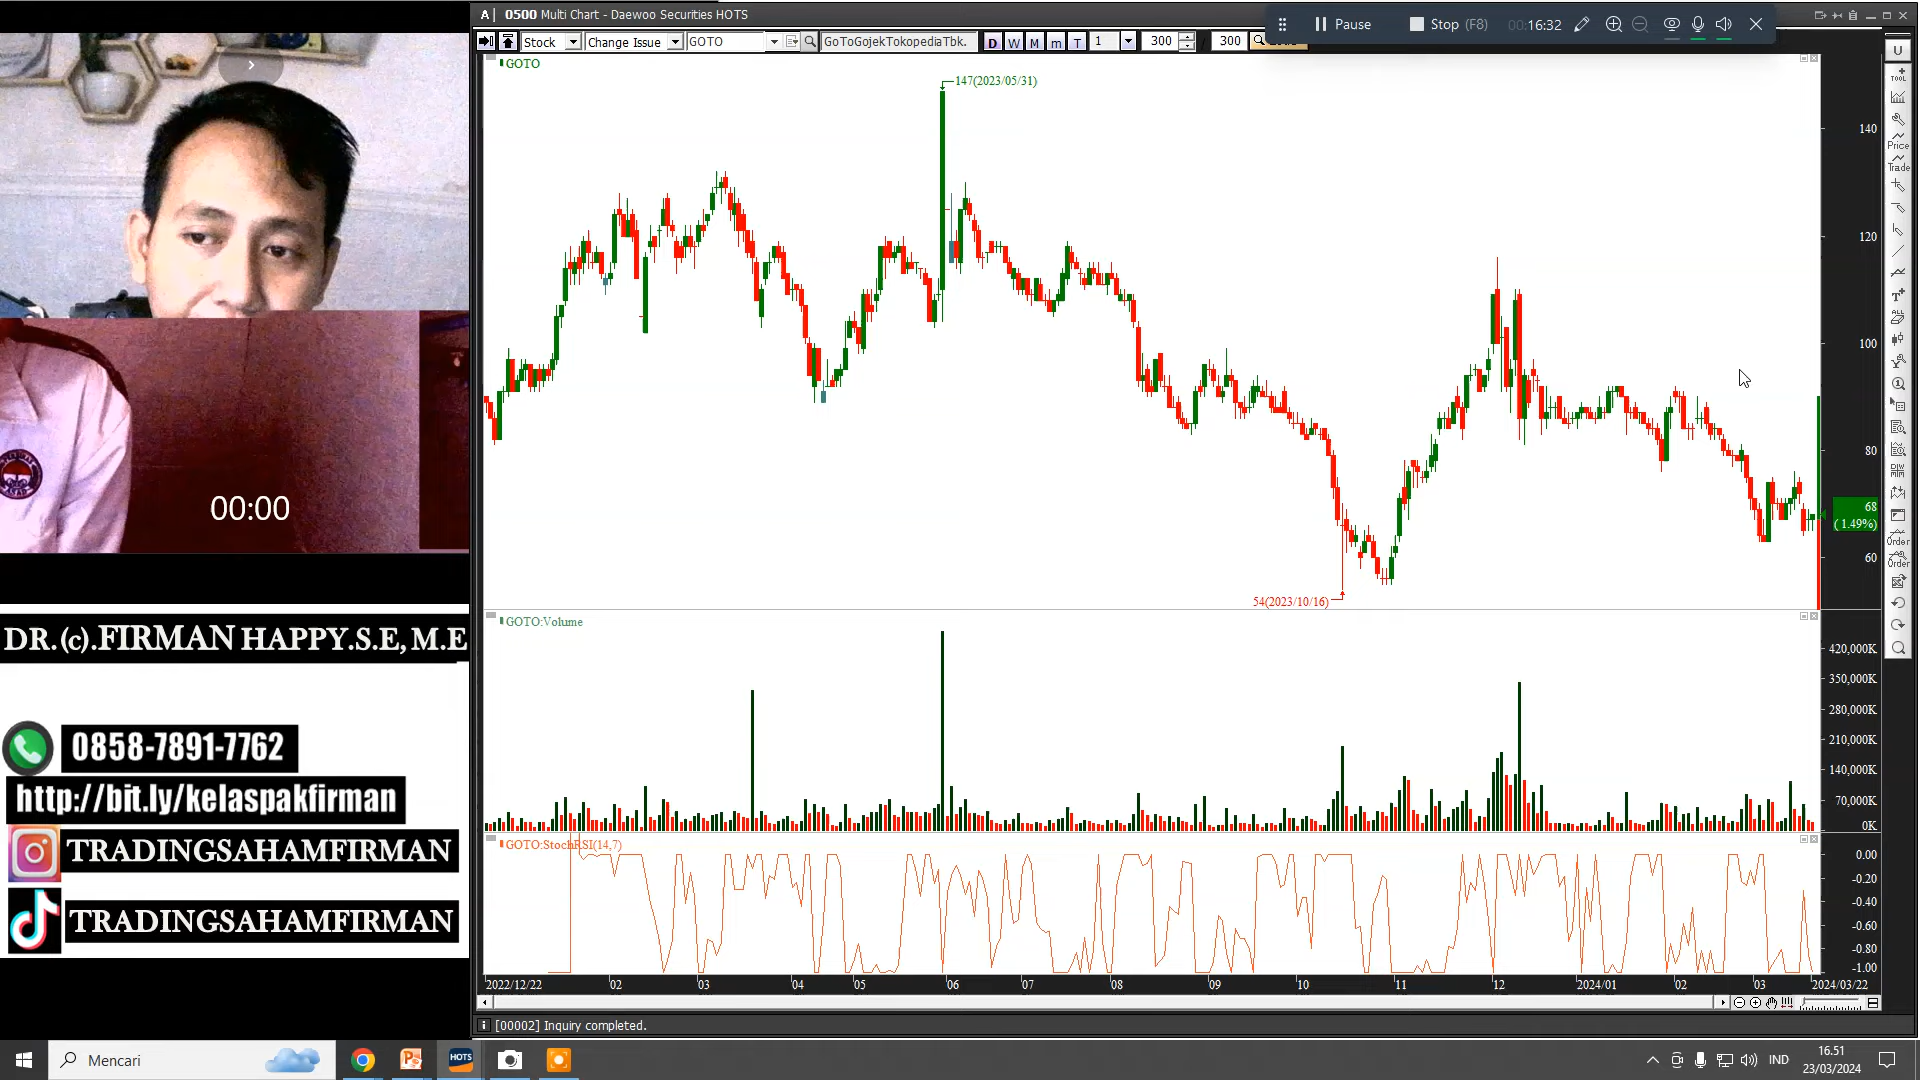 0500 Multi Chart - Daewoo Securities HOTS
Pause
Stop (F8)
00:16:32
Stock
Change Issue
GOTO
GoToGojekTokopediaTbk.
D W M m T
1
300
300
GOTO
147(2023/05/31)
140
120
100
80
68
( 1.49%)
60
54(2023/10/16)
GOTO:Volume
420,000K
350,000K
280,000K
210,000K
140,000K
70,000K
0K
GOTO:StochRSI(14,7)
0.00
-0.20
-0.40
-0.60
-0.80
-1.00
2022/12/22 02 03 04 05 06 07 08 09 10 11 12 2024/01 02 03 2024/03/22
[00002] Inquiry completed.
U
TOOL
Price
Trade
ALL
Order
Order
00:00
DR.(c).FIRMAN HAPPY.S.E, M.E
0858-7891-7762
http://bit.ly/kelaspakfirman
TRADINGSAHAMFIRMAN
TRADINGSAHAMFIRMAN
Mencari
HOTS
IND
16.51
23/03/2024